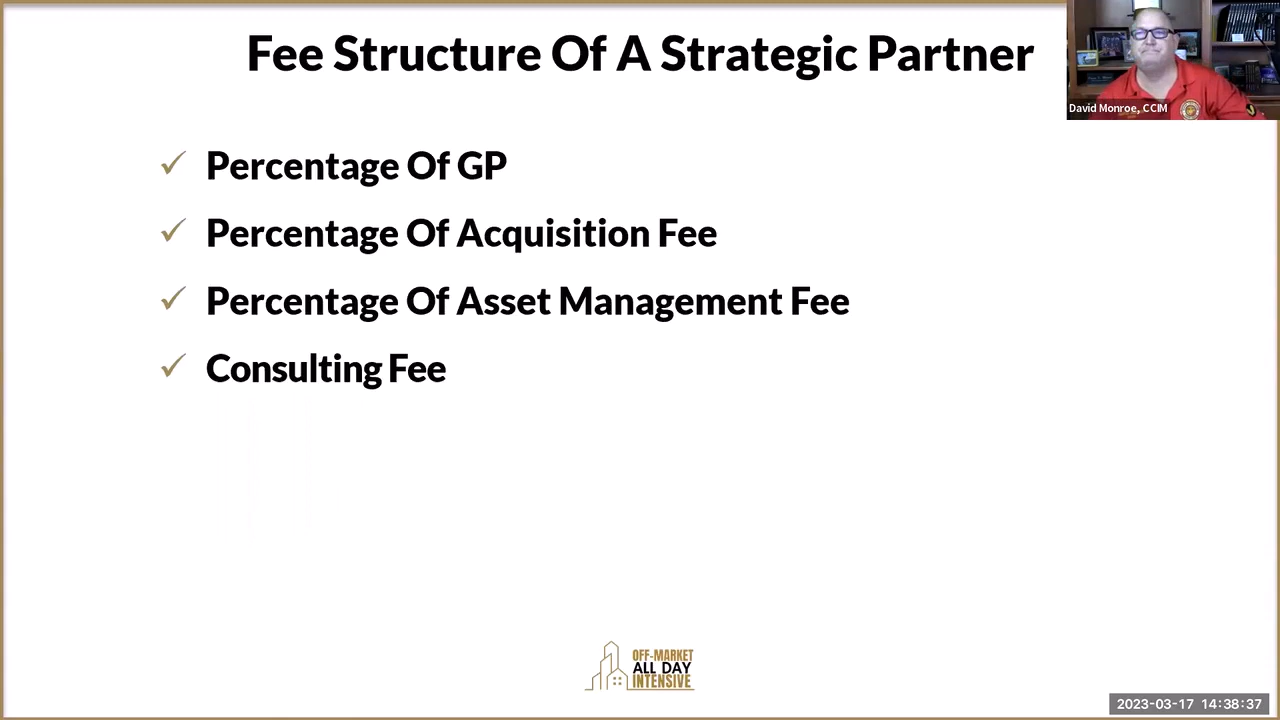 Fee Structure Of A Strategic Partner
David Monroe, CCIM
✓ Percentage Of GP
✓ Percentage Of Acquisition Fee
✓ Percentage Of Asset Management Fee
✓ Consulting Fee
OFF-MARKET
ALL DAY
INTENSIVE
2023-03-17 14:38:37